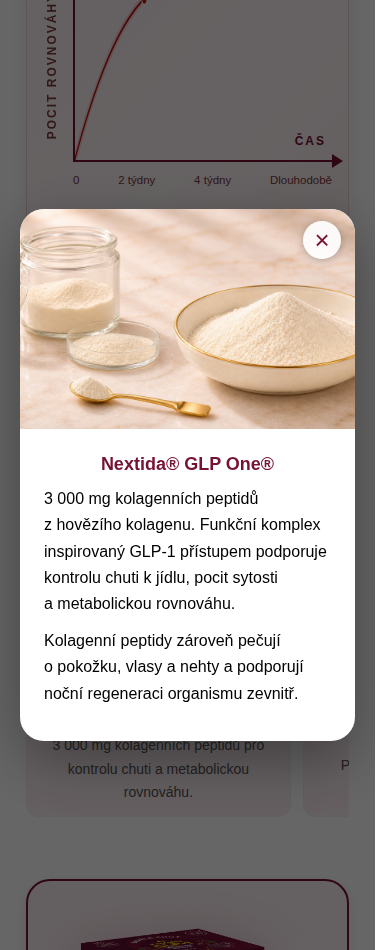 POCIT ROVNOVÁHY
ČAS
0 2 týdny 4 týdny Dlouhodobě
Nextida® GLP One®
3 000 mg kolagenních peptidů
z hovězího kolagenu. Funkční komplex
inspirovaný GLP-1 přístupem podporuje
kontrolu chuti k jídlu, pocit sytosti
a metabolickou rovnováhu.
Kolagenní peptidy zároveň pečují
o pokožku, vlasy a nehty a podporují
noční regeneraci organismu zevnitř.
3 000 mg kolagenních peptidů pro
kontrolu chuti a metabolickou
rovnováhu.
P